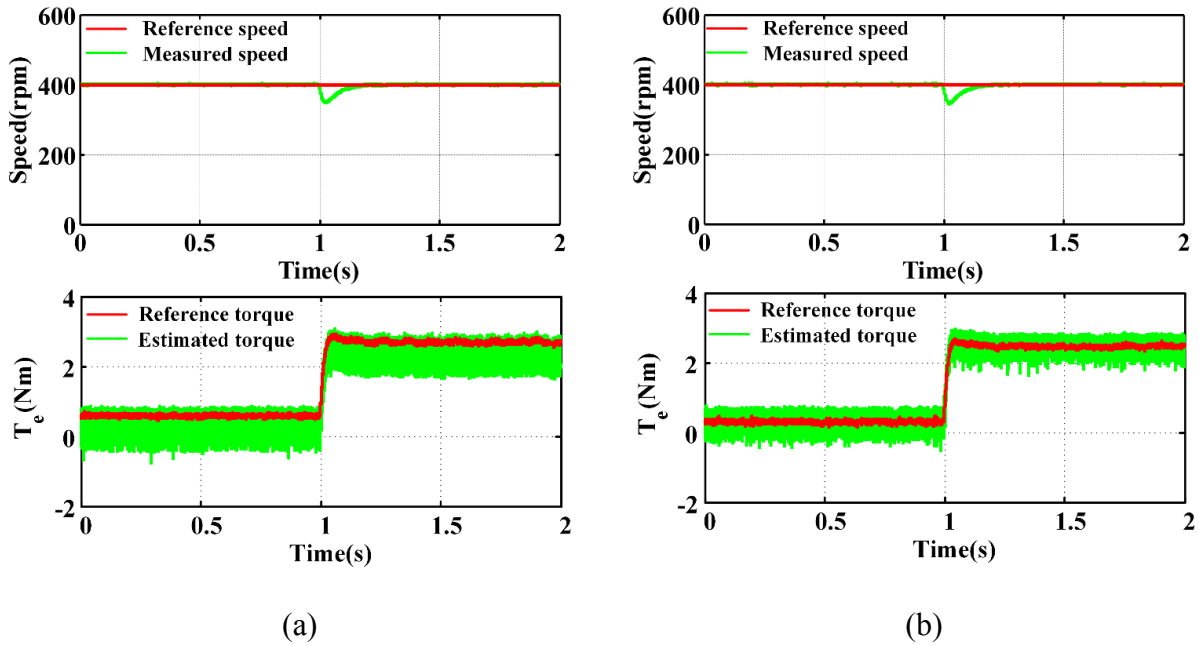 600
400
200
0
Speed(rpm)
Reference speed
Measured speed
0 0.5 1 1.5 2
Time(s)
4
2
0
-2
T_e(Nm)
Reference torque
Estimated torque
0 0.5 1 1.5 2
Time(s)
(a)
600
400
200
0
Speed(rpm)
Reference speed
Measured speed
0 0.5 1 1.5 2
Time(s)
4
2
0
-2
T_e(Nm)
Reference torque
Estimated torque
0 0.5 1 1.5 2
Time(s)
(b)